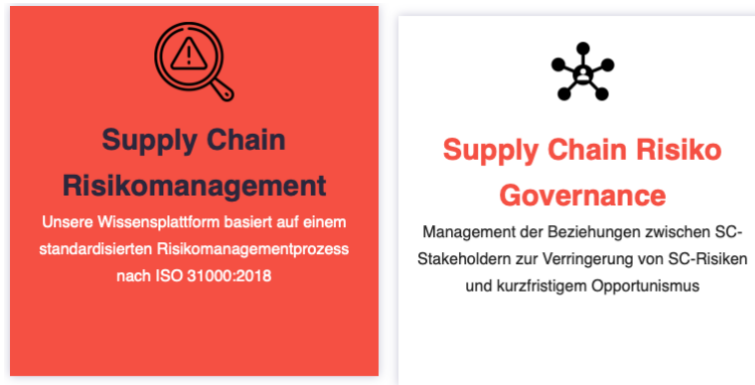 Supply Chain
Risikomanagement
Unsere Wissensplattform basiert auf einem
standardisierten Risikomanagementprozess
nach ISO 31000:2018
Supply Chain Risiko
Governance
Management der Beziehungen zwischen SC-
Stakeholdern zur Verringerung von SC-Risiken
und kurzfristigem Opportunismus